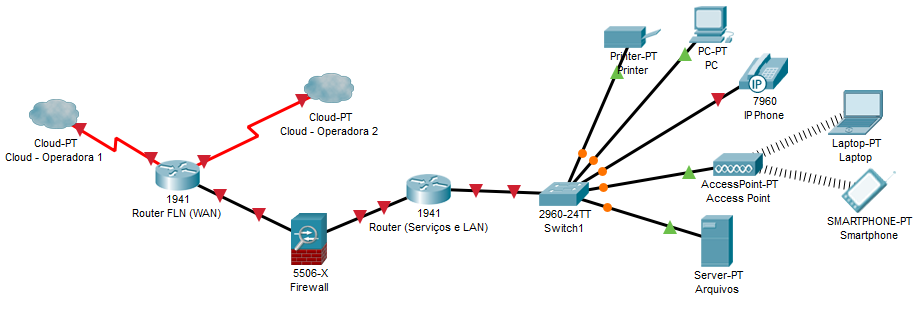 Printer-PT
Printer
PC-PT
PC
7960
IP Phone
IP
Cloud-PT
Cloud - Operadora 2
Cloud-PT
Cloud - Operadora 1
Laptop-PT
Laptop
1941
Router FLN (WAN)
1941
Router (Serviços e LAN)
2960-24TT
Switch1
AccessPoint-PT
Access Point
SMARTPHONE-PT
Smartphone
5506-X
Firewall
Server-PT
Arquivos